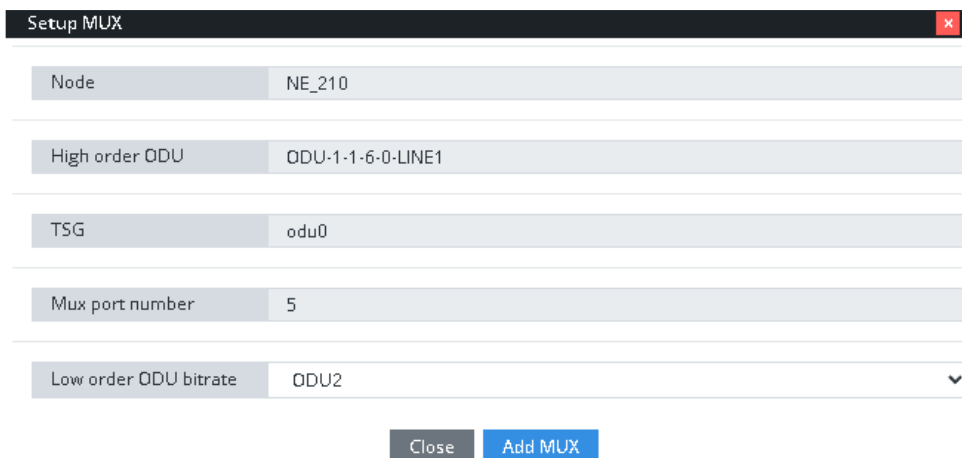 Setup MUX
Node NE_210
High order ODU ODU-1-1-6-0-LINE1
TSG odu0
Mux port number 5
Low order ODU bitrate ODU2
Close Add MUX